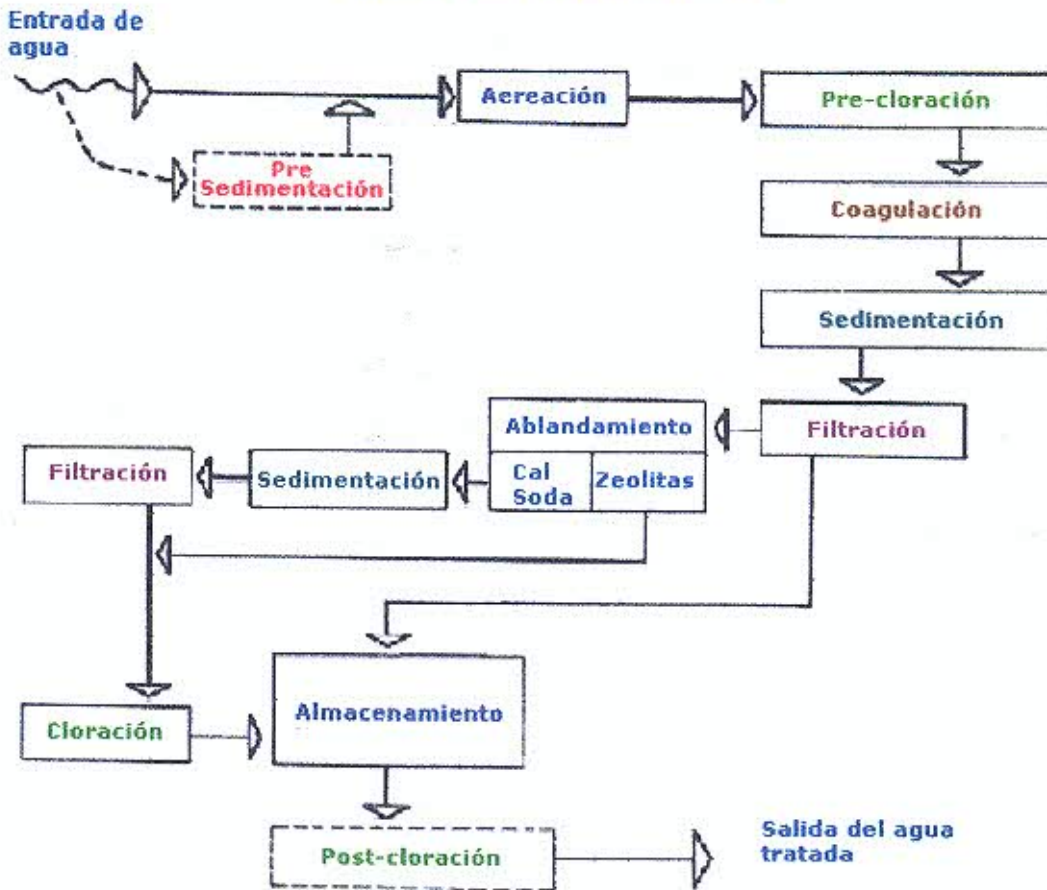 Entrada de
agua
Aereación
Pre-cloración
Pre
Sedimentación
Coagulación
Sedimentación
Ablandamiento
Filtración
Filtración
Sedimentación
Cal
Soda
Zeolitas
Almacenamiento
Cloración
Post-cloración
Salida del agua
tratada